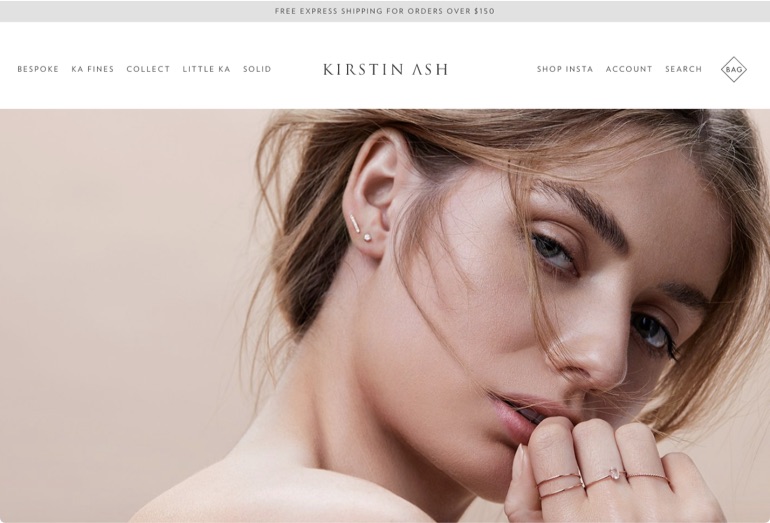 FREE EXPRESS SHIPPING FOR ORDERS OVER $150
BESPOKE KA FINES COLLECT LITTLE KA SOLID KIRSTIN ASH SHOP INSTA ACCOUNT SEARCH BAG